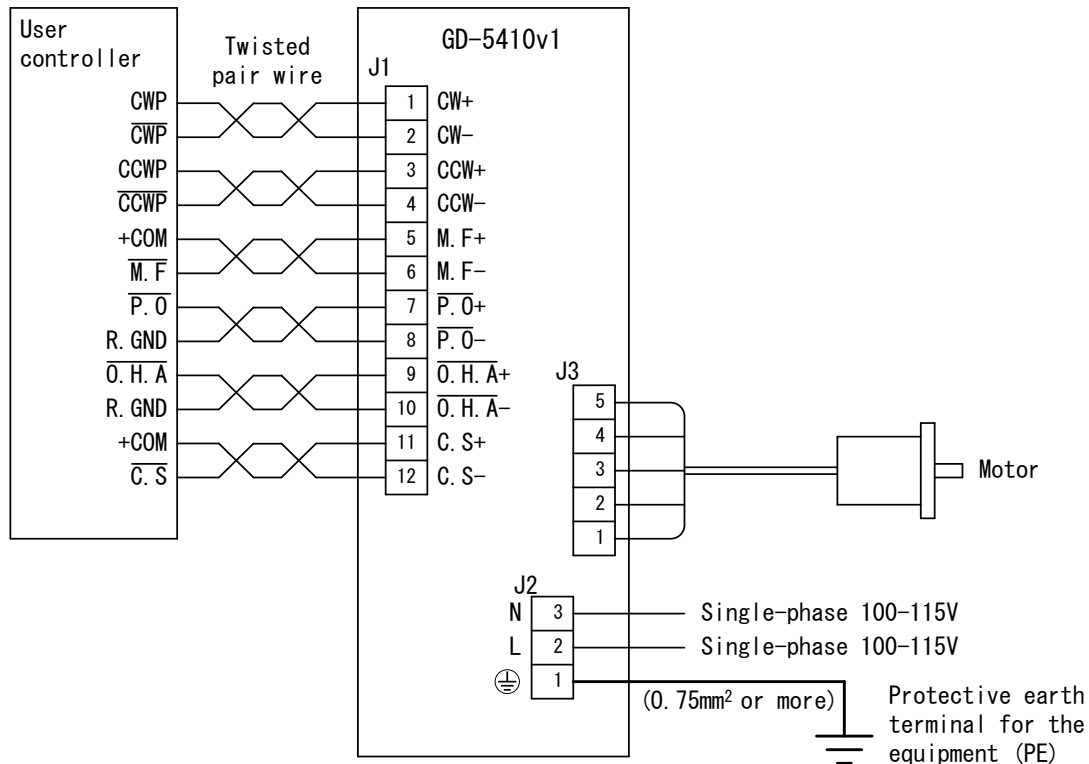 User
controller
Twisted
pair wire
GD-5410v1
J1
CWP 1 CW+
C̅W̅P̅ 2 CW-
CCWP 3 CCW+
C̅C̅W̅P̅ 4 CCW-
+COM 5 M.F+
M̅.̅F̅ 6 M.F-
P̅.̅O̅ 7 P̅.̅O̅+
R.GND 8 P̅.̅O̅-
O̅.̅H̅.̅A̅ 9 O̅.̅H̅.̅A̅+
R.GND 10 O̅.̅H̅.̅A̅-
+COM 11 C.S+
C̅.̅S̅ 12 C.S-
J3
5
4
3
2
1
Motor
J2
N 3 Single-phase 100-115V
L 2 Single-phase 100-115V
1
(0.75mm² or more)
Protective earth
terminal for the
equipment (PE)